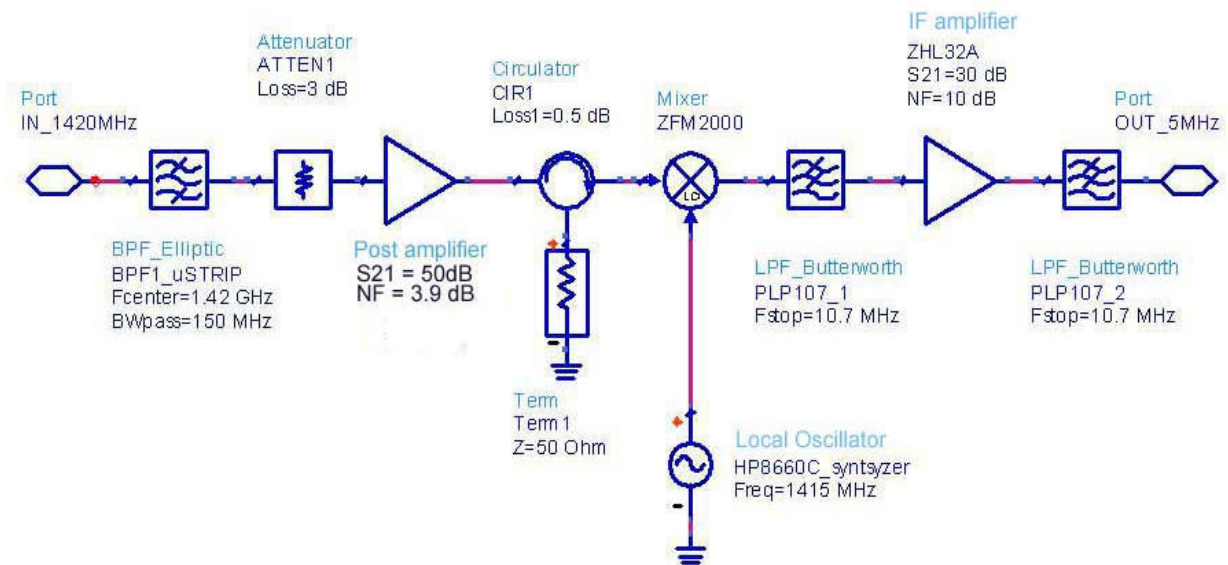 Port
IN_1420MHz
BPF_Elliptic
BPF1_uSTRIP
Fcenter=1.42 GHz
BWpass=150 MHz
Attenuator
ATTEN1
Loss=3 dB
Post amplifier
S21 = 50dB
NF = 3.9 dB
Circulator
CIR1
Loss1=0.5 dB
Term
Term1
Z=50 Ohm
Mixer
ZFM2000
LO
Local Oscillator
HP8660C_syntsyzer
Freq=1415 MHz
LPF_Butterworth
PLP107_1
Fstop=10.7 MHz
IF amplifier
ZHL32A
S21=30 dB
NF=10 dB
LPF_Butterworth
PLP107_2
Fstop=10.7 MHz
Port
OUT_5MHz